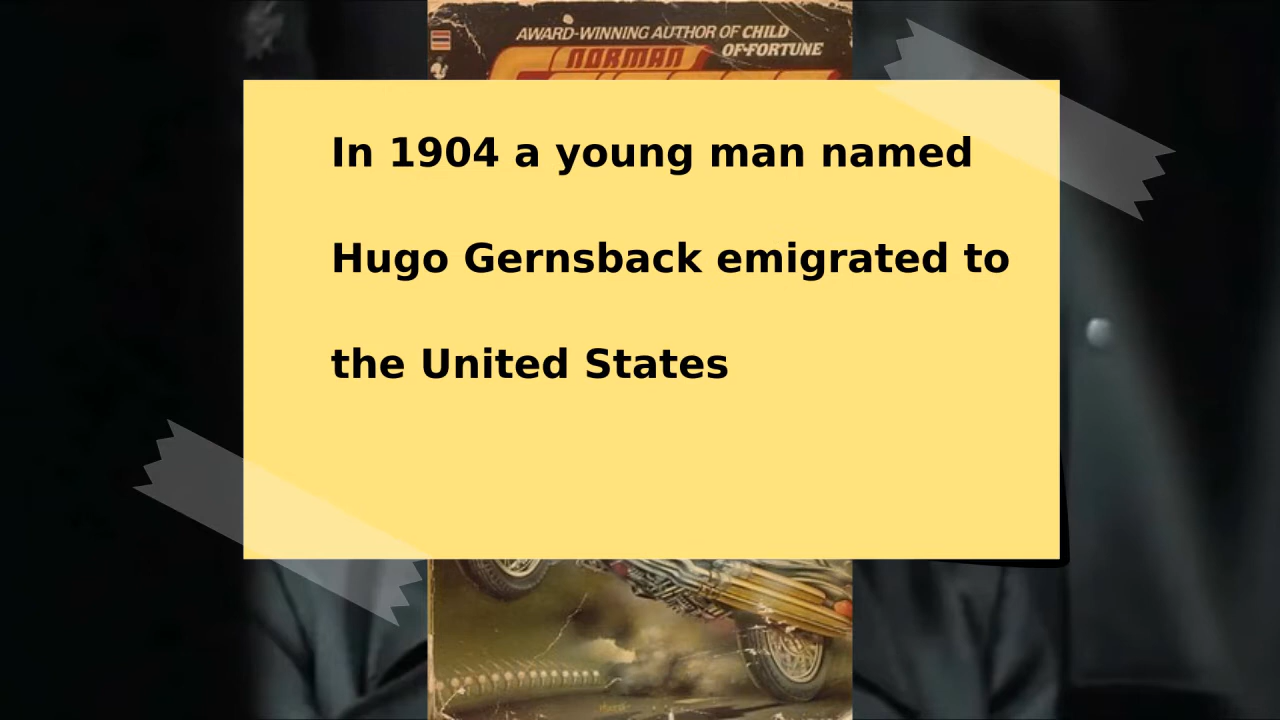 AWARD-WINNING AUTHOR OF CHILD
OF FORTUNE
NORMAN
In 1904 a young man named
Hugo Gernsback emigrated to
the United States